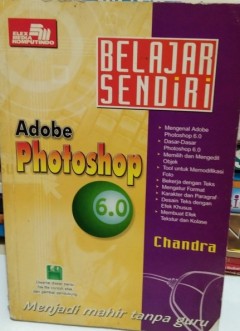 ELEX
MEDIA
KOMPUTINDO
BELAJAR
SENDIRI
Adobe
Photoshop
6.0
• Mengenal Adobe
Photoshop 6.0
• Dasar-Dasar
Photoshop 6.0
• Memilih dan Mengedit
Objek
• Tool untuk Memodifikasi
Foto
• Bekerja dengan Teks
• Mengatur Format
Karakter dan Paragraf
• Desain Teks dengan
Efek Khusus
• Membuat Efek
Tekstur dan Kolase
Chandra
Menjadi mahir tanpa guru